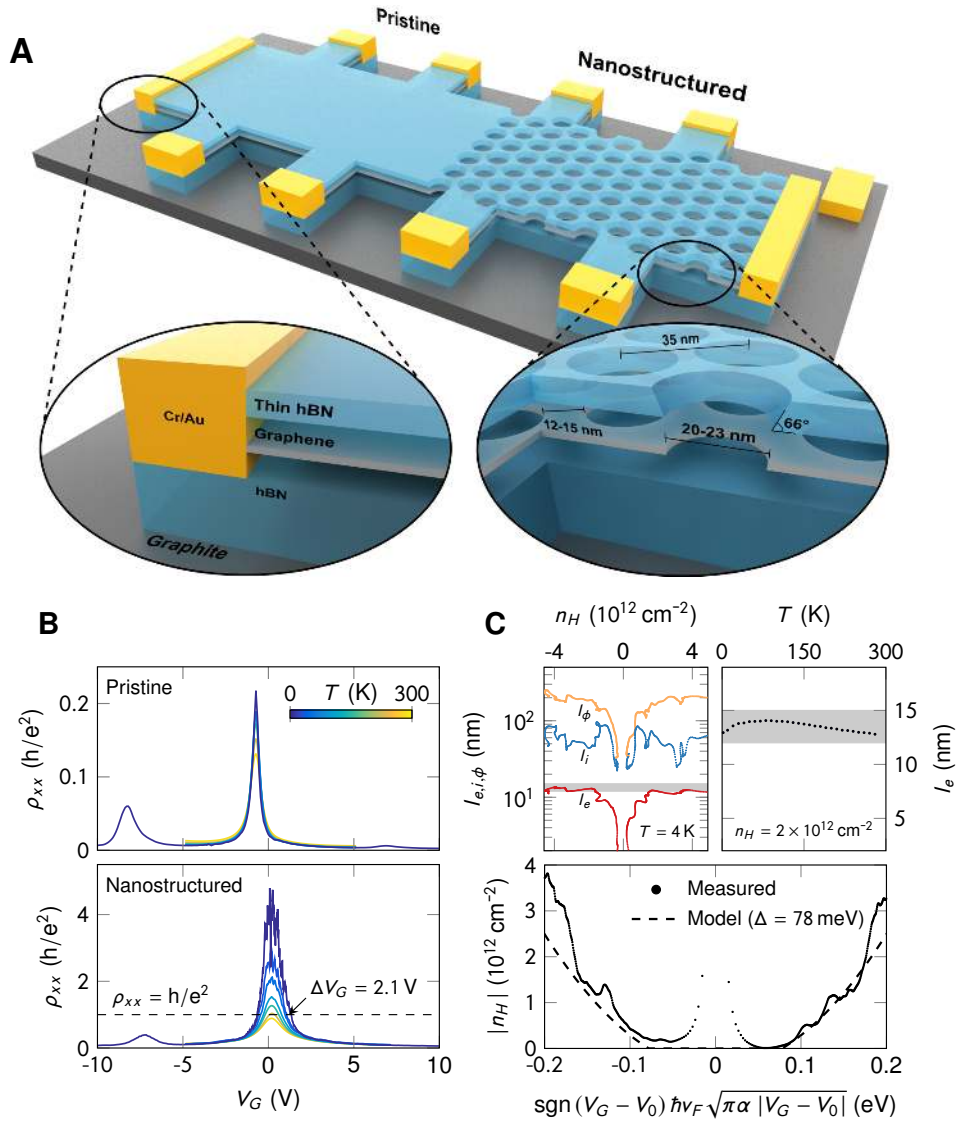 A
Pristine
Nanostructured
Cr/Au
Thin hBN
Graphene
hBN
Graphite
35 nm
12-15 nm
20-23 nm
66°
B
Pristine
0 T (K) 300
0.2
0.1
0
ρxx (h/e²)
Nanostructured
4
2
0
ρxx (h/e²)
ρxx = h/e²
ΔVG = 2.1 V
-10 -5 0 5 10
VG (V)
C
nH (10¹² cm⁻²)
-4 0 4
T (K)
0 150 300
10²
10¹
le,i,ϕ (nm)
lϕ
li
le
T = 4 K
nH = 2 × 10¹² cm⁻²
15
10
5
le (nm)
4
3
2
1
0
|nH| (10¹² cm⁻²)
Measured
Model (Δ = 78 meV)
-0.2 -0.1 0 0.1 0.2
sgn (VG − V0) ℏvF √πα |VG − V0| (eV)